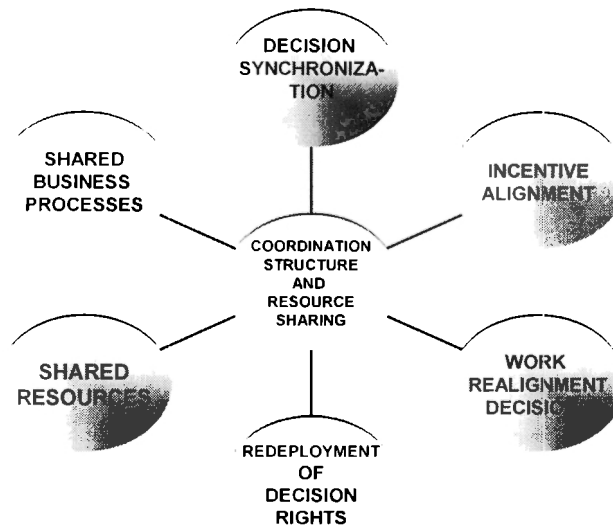 DECISION
SYNCHRONIZA-
TION
SHARED
BUSINESS
PROCESSES
INCENTIVE
ALIGNMENT
COORDINATION
STRUCTURE
AND
RESOURCE
SHARING
SHARED
RESOURCES
WORK
REALIGNMENT
DECISIC
REDEPLOYMENT
OF
DECISION
RIGHTS